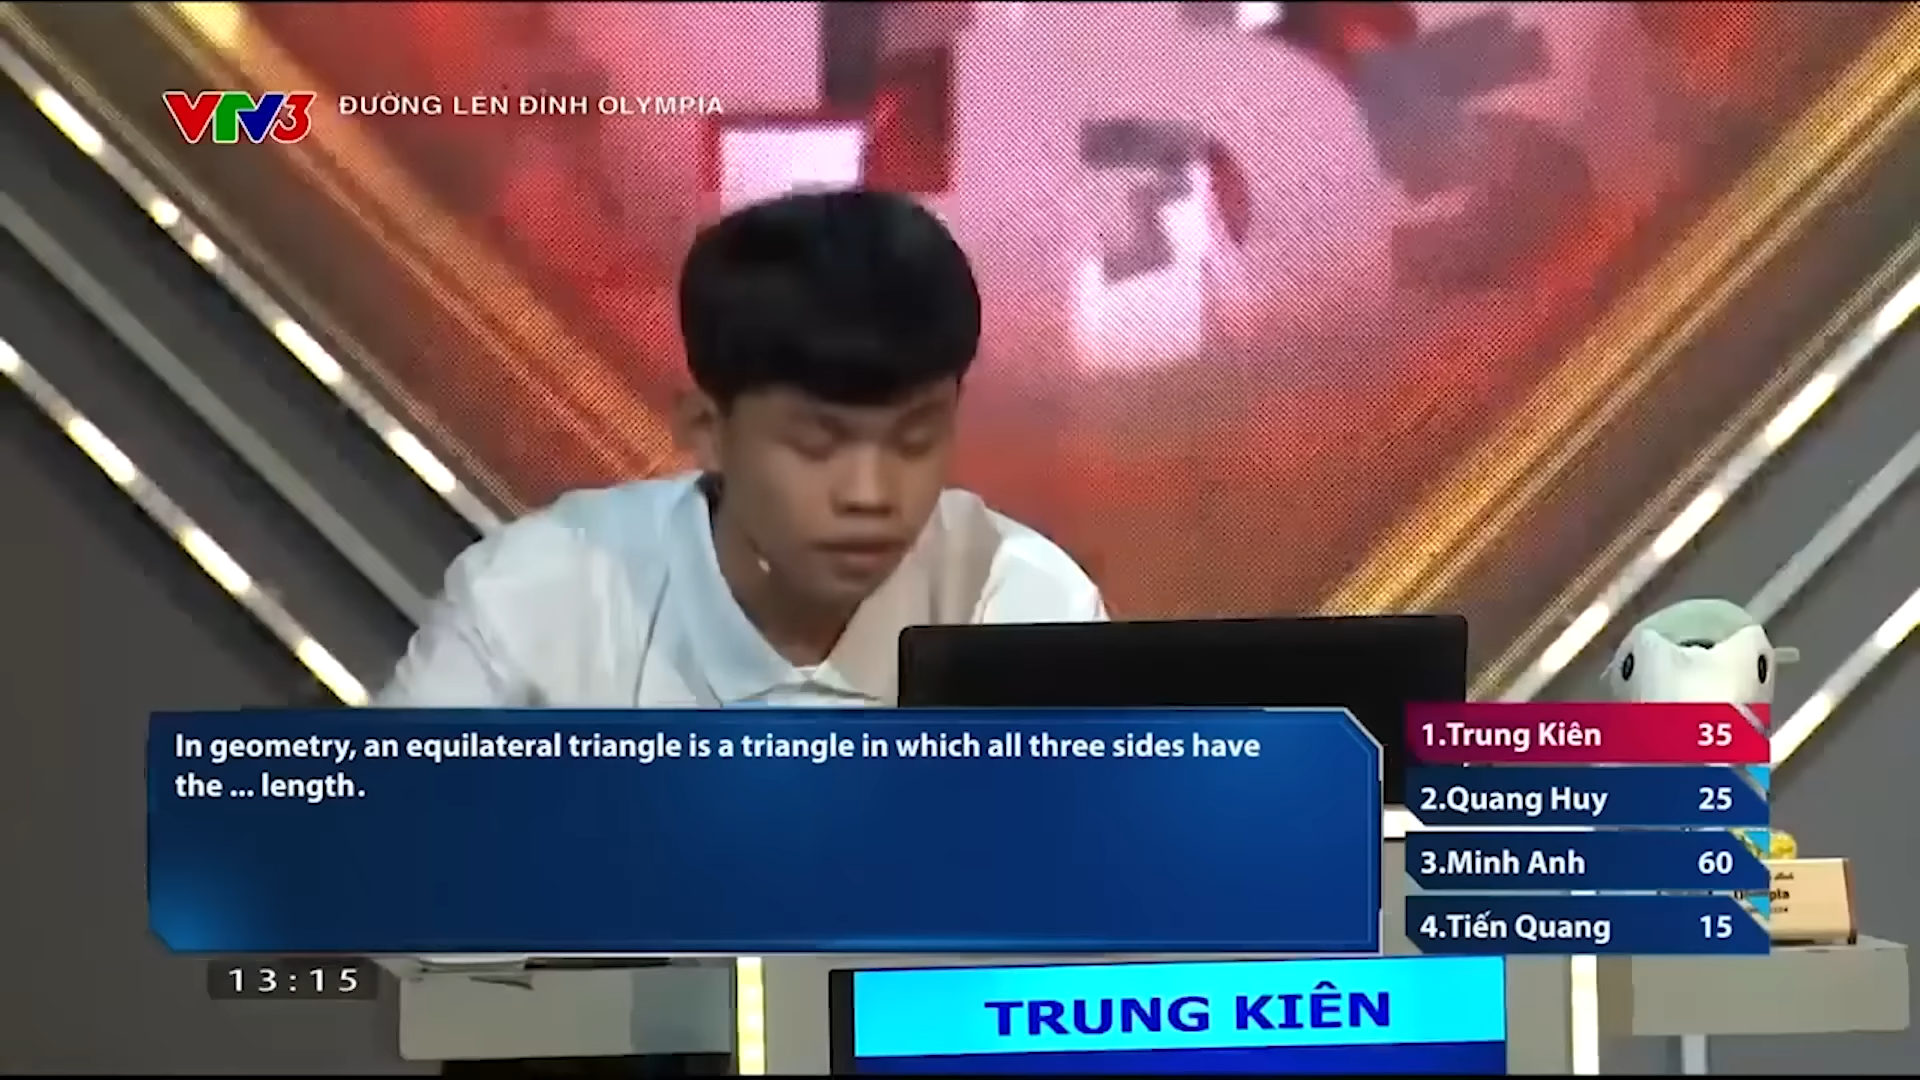 VTV3 ĐƯỜNG LEN ĐỈNH OLYMPIA
In geometry, an equilateral triangle is a triangle in which all three sides have
the ... length.
1.Trung Kiên 35
2.Quang Huy 25
3.Minh Anh 60
4.Tiến Quang 15
13:15
TRUNG KIÊN